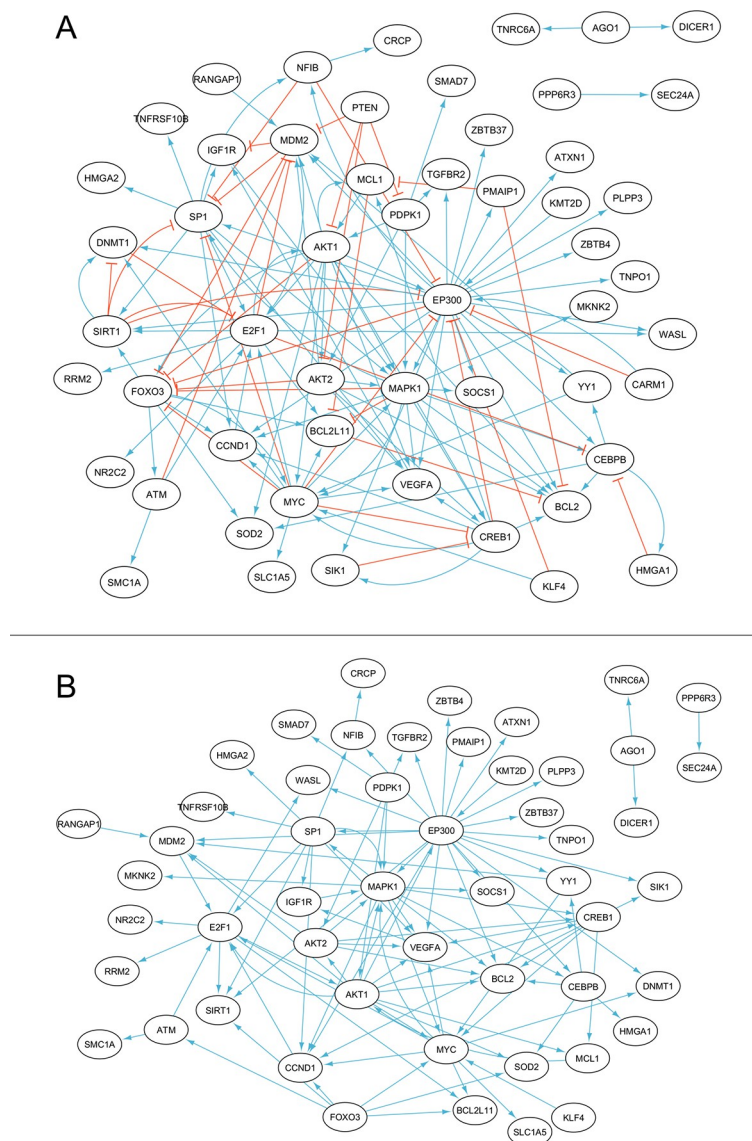 A
CRCP
TNRC6A
AGO1
DICER1
NFIB
RANGAP1
SMAD7
PPP6R3
SEC24A
PTEN
TNFRSF10B
ZBTB37
MDM2
IGF1R
ATXN1
HMGA2
MCL1
TGFBR2
PMAIP1
PLPP3
KMT2D
SP1
PDPK1
DNMT1
AKT1
ZBTB4
TNPO1
EP300
MKNK2
SIRT1
E2F1
WASL
RRM2
FOXO3
AKT2
MAPK1
SOCS1
YY1
CARM1
BCL2L11
CCND1
CEBPB
NR2C2
ATM
VEGFA
MYC
BCL2
SOD2
CREB1
SMC1A
SLC1A5
SIK1
KLF4
HMGA1
B
CRCP
TNRC6A
ZBTB4
PPP6R3
SMAD7
NFIB
TGFBR2
PMAIP1
ATXN1
HMGA2
AGO1
WASL
KMT2D
PLPP3
SEC24A
PDPK1
TNFRSF10B
RANGAP1
ZBTB37
DICER1
MDM2
SP1
EP300
TNPO1
MKNK2
MAPK1
SOCS1
YY1
SIK1
IGF1R
NR2C2
E2F1
CREB1
AKT2
VEGFA
RRM2
BCL2
CEBPB
DNMT1
AKT1
SIRT1
SMC1A
ATM
HMGA1
MYC
CCND1
SOD2
MCL1
FOXO3
BCL2L11
KLF4
SLC1A5